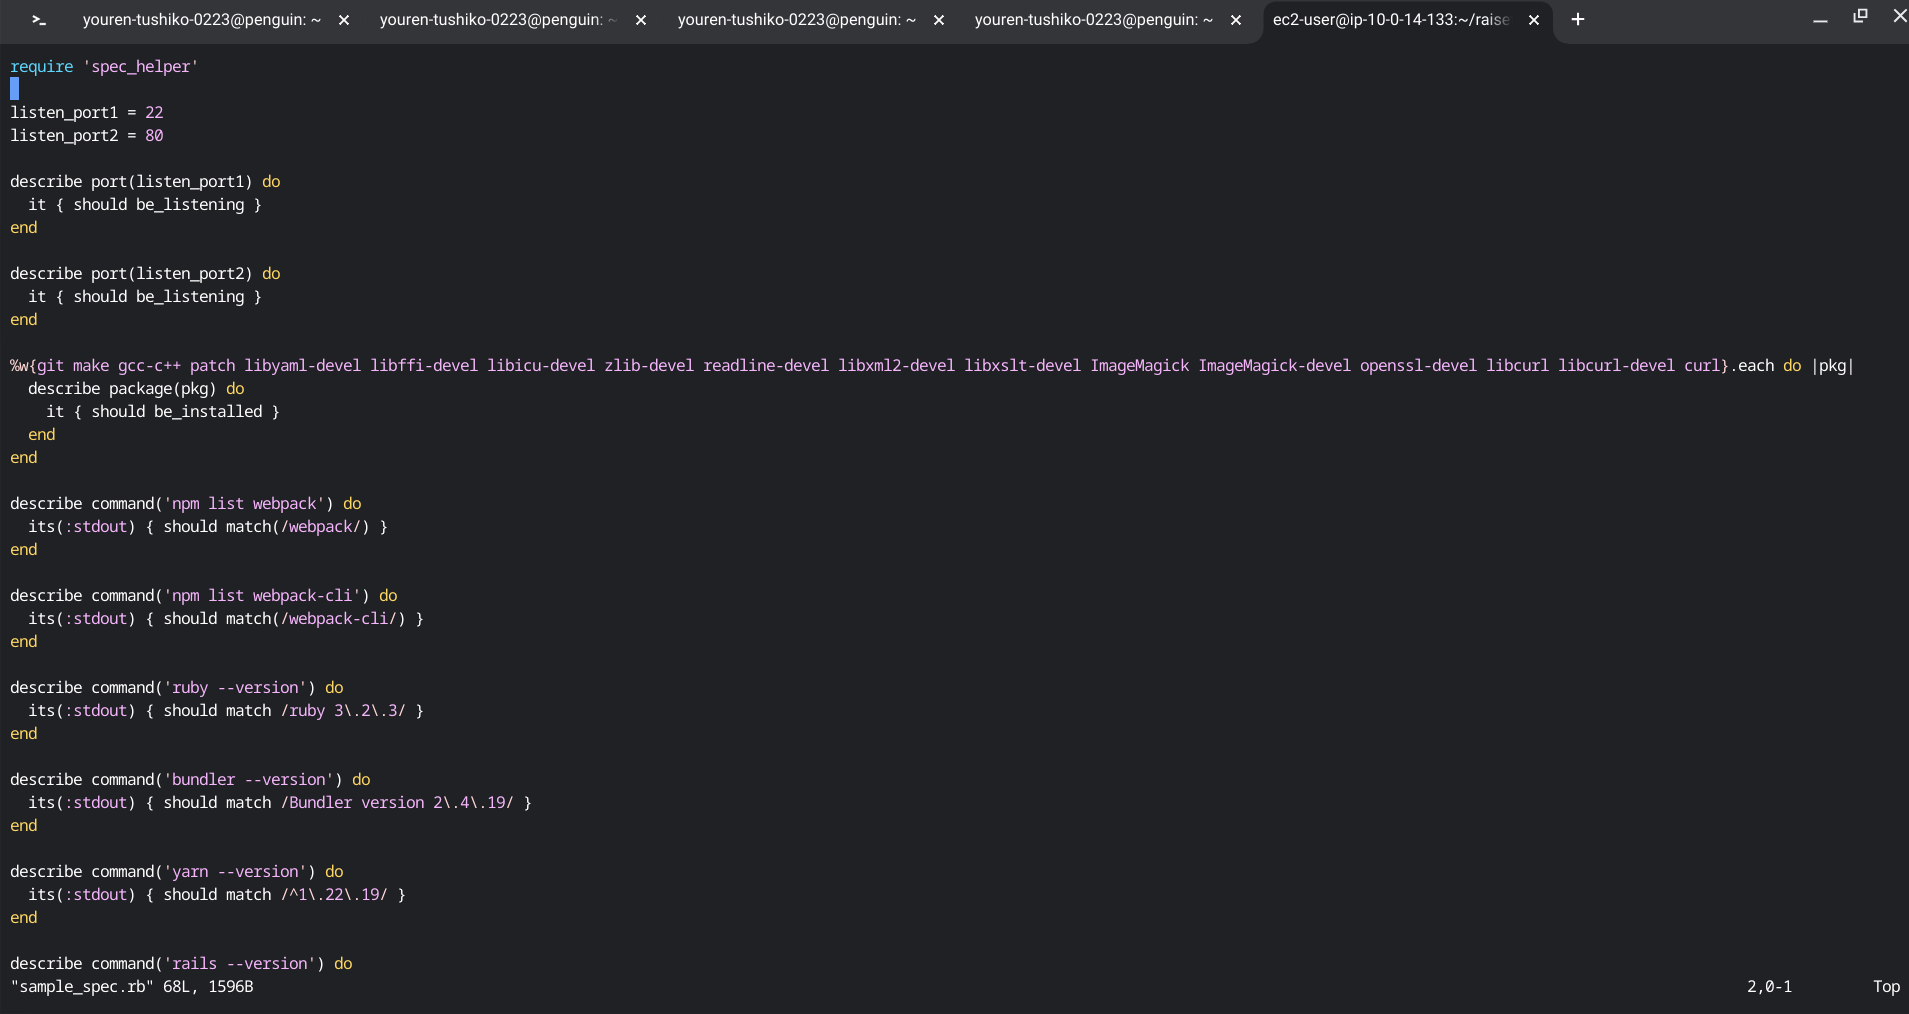 youren-tushiko-0223@penguin: ~
youren-tushiko-0223@penguin: ~
youren-tushiko-0223@penguin: ~
youren-tushiko-0223@penguin: ~
ec2-user@ip-10-0-14-133:~/raise
require 'spec_helper'
listen_port1 = 22
listen_port2 = 80
describe port(listen_port1) do
  it { should be_listening }
end
describe port(listen_port2) do
  it { should be_listening }
end
%w{git make gcc-c++ patch libyaml-devel libffi-devel libicu-devel zlib-devel readline-devel libxml2-devel libxslt-devel ImageMagick ImageMagick-devel openssl-devel libcurl libcurl-devel curl}.each do |pkg|
  describe package(pkg) do
    it { should be_installed }
  end
end
describe command('npm list webpack') do
  its(:stdout) { should match(/webpack/) }
end
describe command('npm list webpack-cli') do
  its(:stdout) { should match(/webpack-cli/) }
end
describe command('ruby --version') do
  its(:stdout) { should match /ruby 3\.2\.3/ }
end
describe command('bundler --version') do
  its(:stdout) { should match /Bundler version 2\.4\.19/ }
end
describe command('yarn --version') do
  its(:stdout) { should match /^1\.22\.19/ }
end
describe command('rails --version') do
"sample_spec.rb" 68L, 1596B 2,0-1 Top